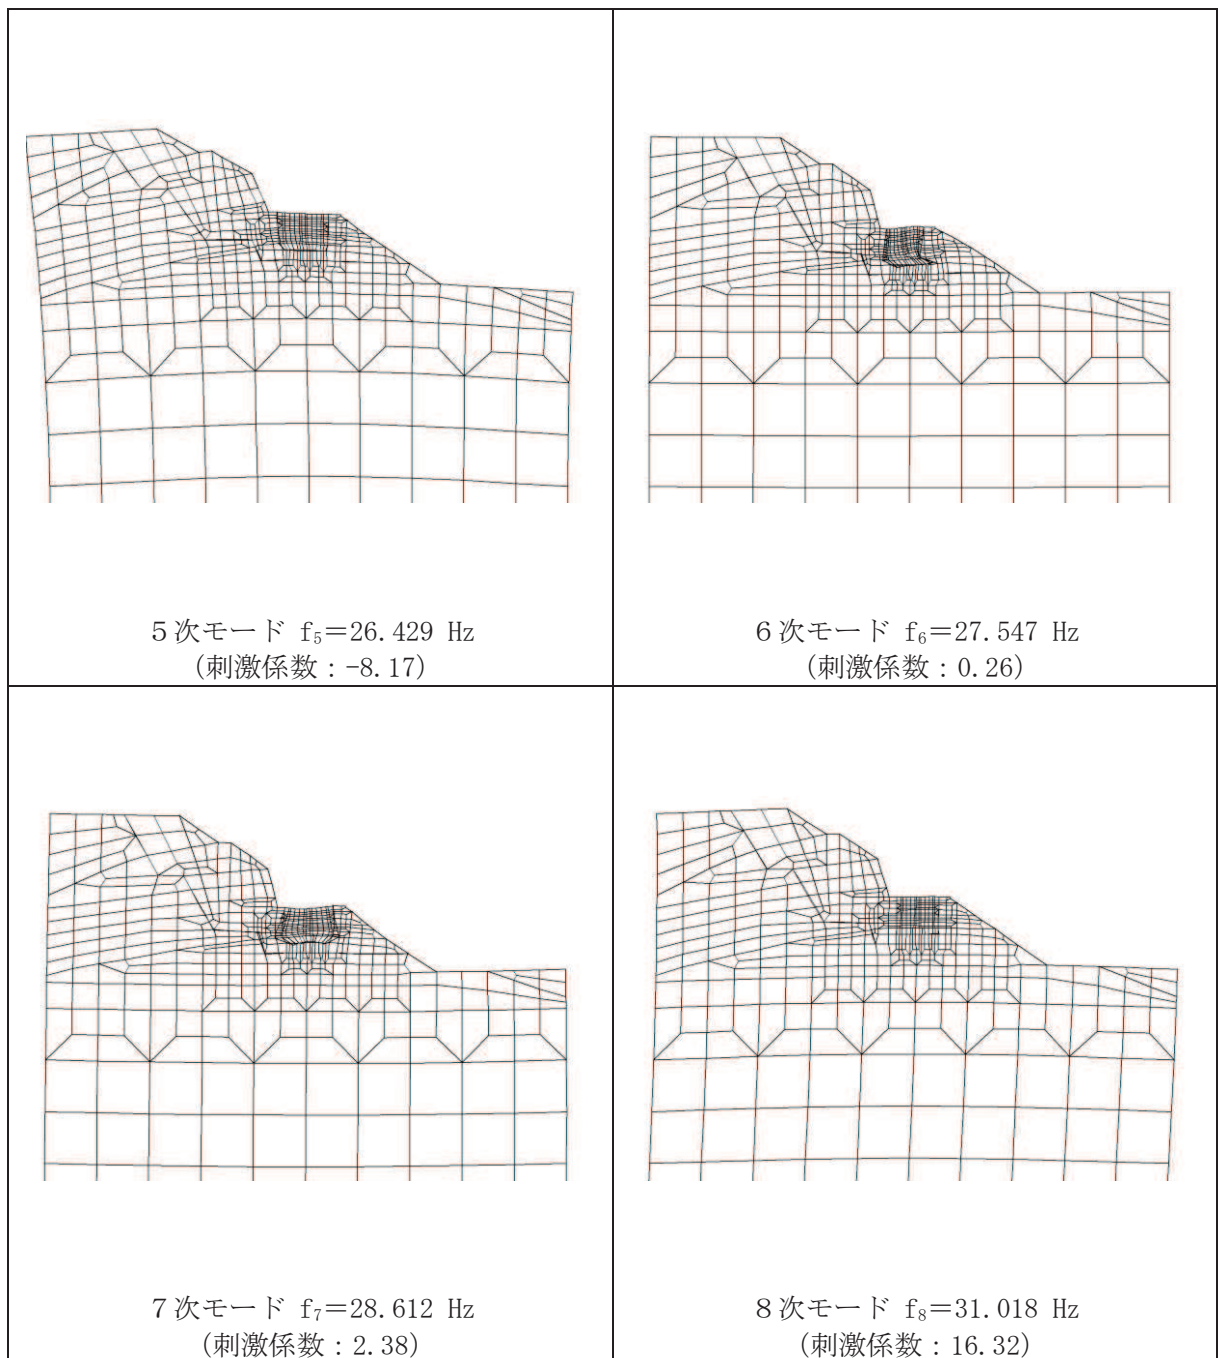 5次モード f₅＝26.429 Hz
(刺激係数：-8.17)
6次モード f₆＝27.547 Hz
(刺激係数：0.26)
7次モード f₇＝28.612 Hz
(刺激係数：2.38)
8次モード f₈＝31.018 Hz
(刺激係数：16.32)